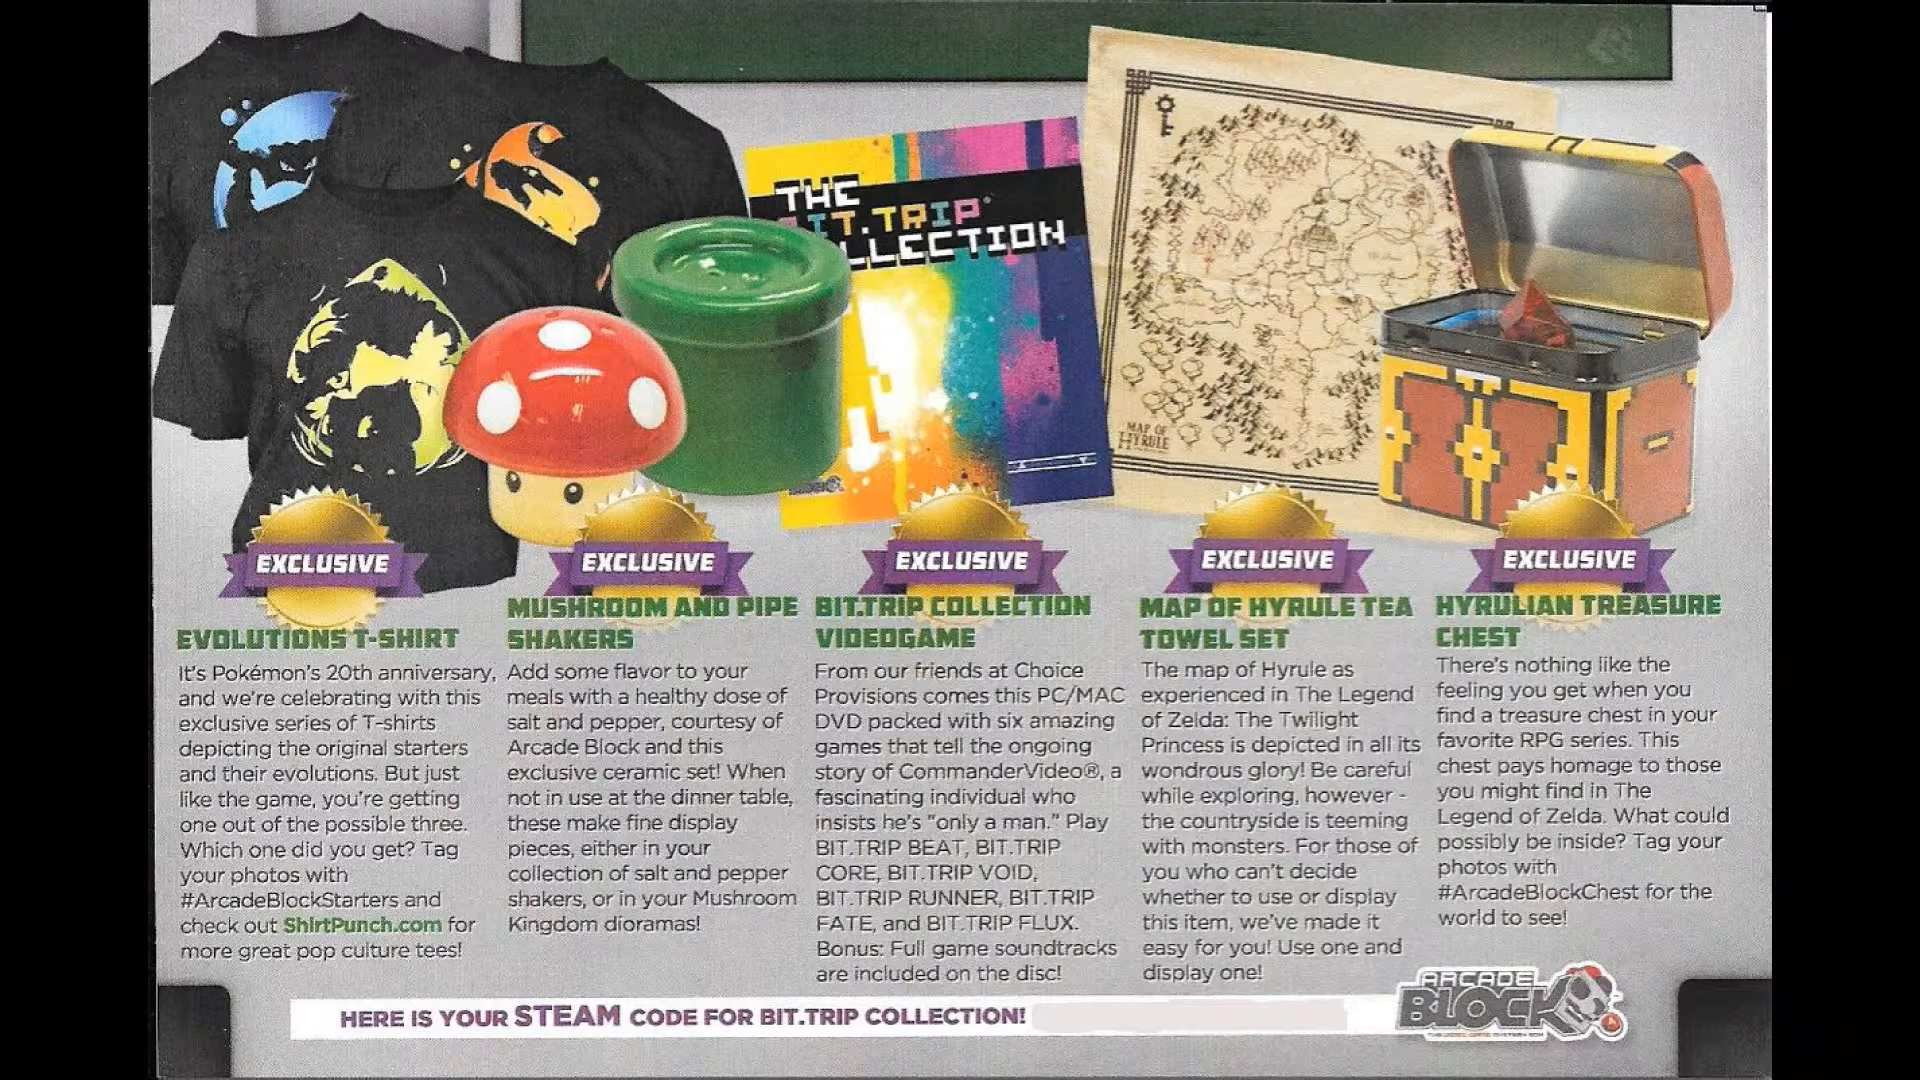 THE
BIT.TRIP
COLLECTION
MAP OF
HYRULE
EXCLUSIVE
EVOLUTIONS T-SHIRT
It's Pokémon's 20th anniversary,
and we're celebrating with this
exclusive series of T-shirts
depicting the original starters
and their evolutions. But just
like the game, you're getting
one out of the possible three.
Which one did you get? Tag
your photos with
#ArcadeBlockStarters and
check out ShirtPunch.com for
more great pop culture tees!
EXCLUSIVE
MUSHROOM AND PIPE
SHAKERS
Add some flavor to your
meals with a healthy dose of
salt and pepper, courtesy of
Arcade Block and this
exclusive ceramic set! When
not in use at the dinner table,
these make fine display
pieces, either in your
collection of salt and pepper
shakers, or in your Mushroom
Kingdom dioramas!
EXCLUSIVE
BIT.TRIP COLLECTION
VIDEOGAME
From our friends at Choice
Provisions comes this PC/MAC
DVD packed with six amazing
games that tell the ongoing
story of CommanderVideo®, a
fascinating individual who
insists he's "only a man." Play
BIT.TRIP BEAT, BIT.TRIP
CORE, BIT.TRIP VOID,
BIT.TRIP RUNNER, BIT.TRIP
FATE, and BIT.TRIP FLUX.
Bonus: Full game soundtracks
are included on the disc!
EXCLUSIVE
MAP OF HYRULE TEA
TOWEL SET
The map of Hyrule as
experienced in The Legend
of Zelda: The Twilight
Princess is depicted in all its
wondrous glory! Be careful
while exploring, however -
the countryside is teeming
with monsters. For those of
you who can't decide
whether to use or display
this item, we've made it
easy for you! Use one and
display one!
EXCLUSIVE
HYRULIAN TREASURE
CHEST
There's nothing like the
feeling you get when you
find a treasure chest in your
favorite RPG series. This
chest pays homage to those
you might find in The
Legend of Zelda. What could
possibly be inside? Tag your
photos with
#ArcadeBlockChest for the
world to see!
HERE IS YOUR STEAM CODE FOR BIT.TRIP COLLECTION!
ARCADE
BLOCK